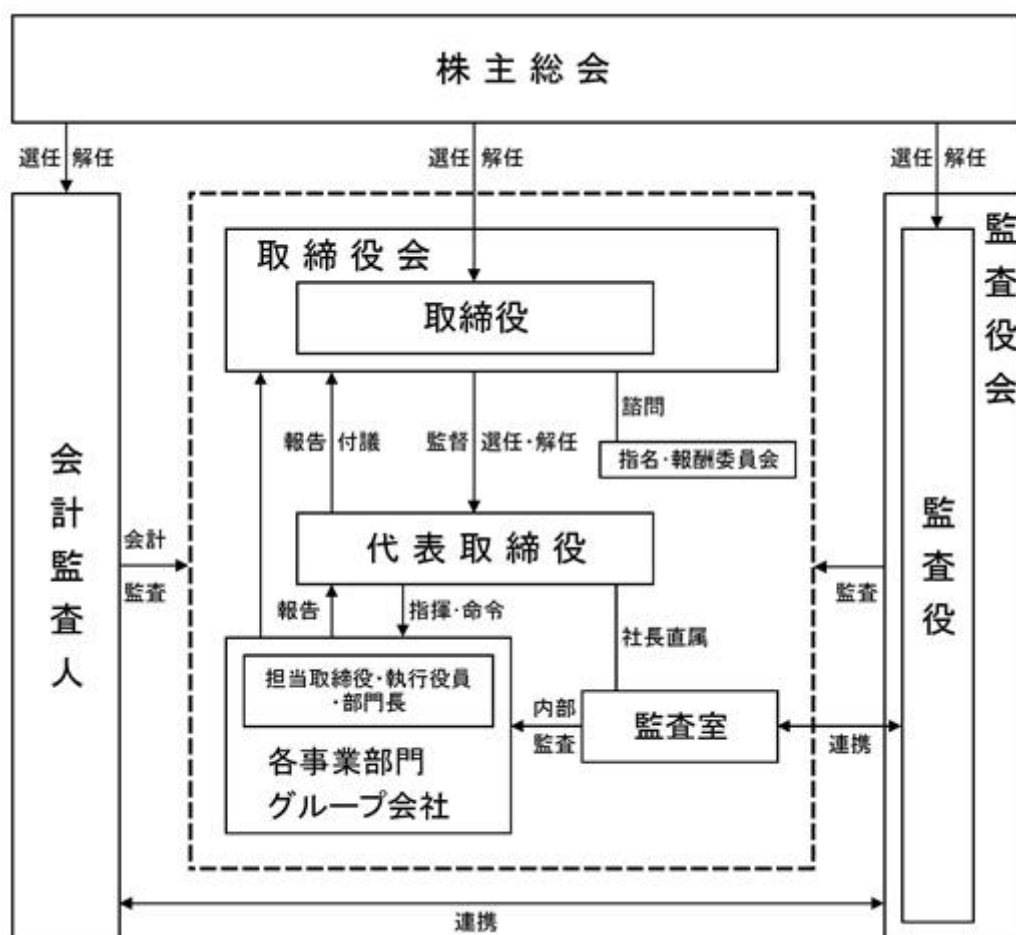 株主総会
選任 解任
選任 解任
選任 解任
取締役会
取締役
監査役会
監査役
会計監査人
報告 付議
監督 選任・解任
諮問
指名・報酬委員会
代表取締役
会計
監査
監査
報告
指揮・命令
社長直属
担当取締役・執行役員
・部門長
各事業部門
グループ会社
内部
監査
監査室
連携
連携